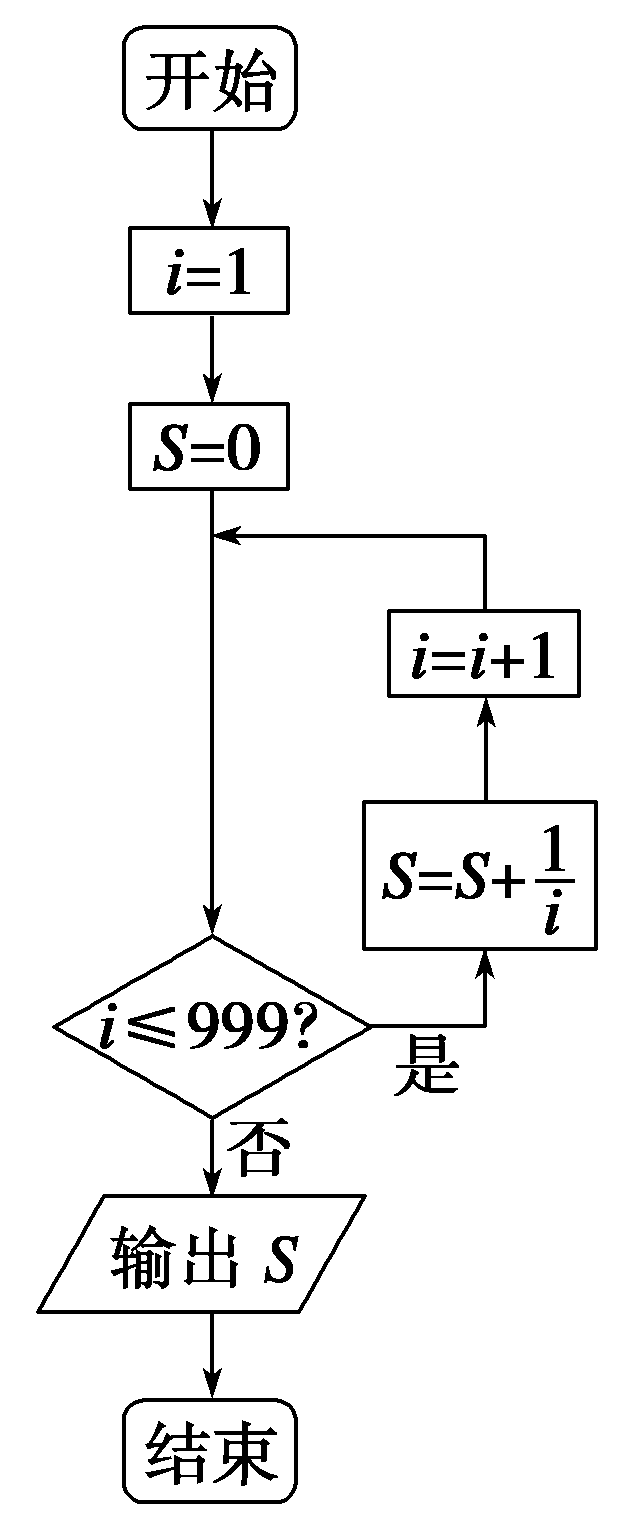 开始
i=1
S=0
i=i+1
S=S+1/i
i≤999?
是
否
输出 S
结束